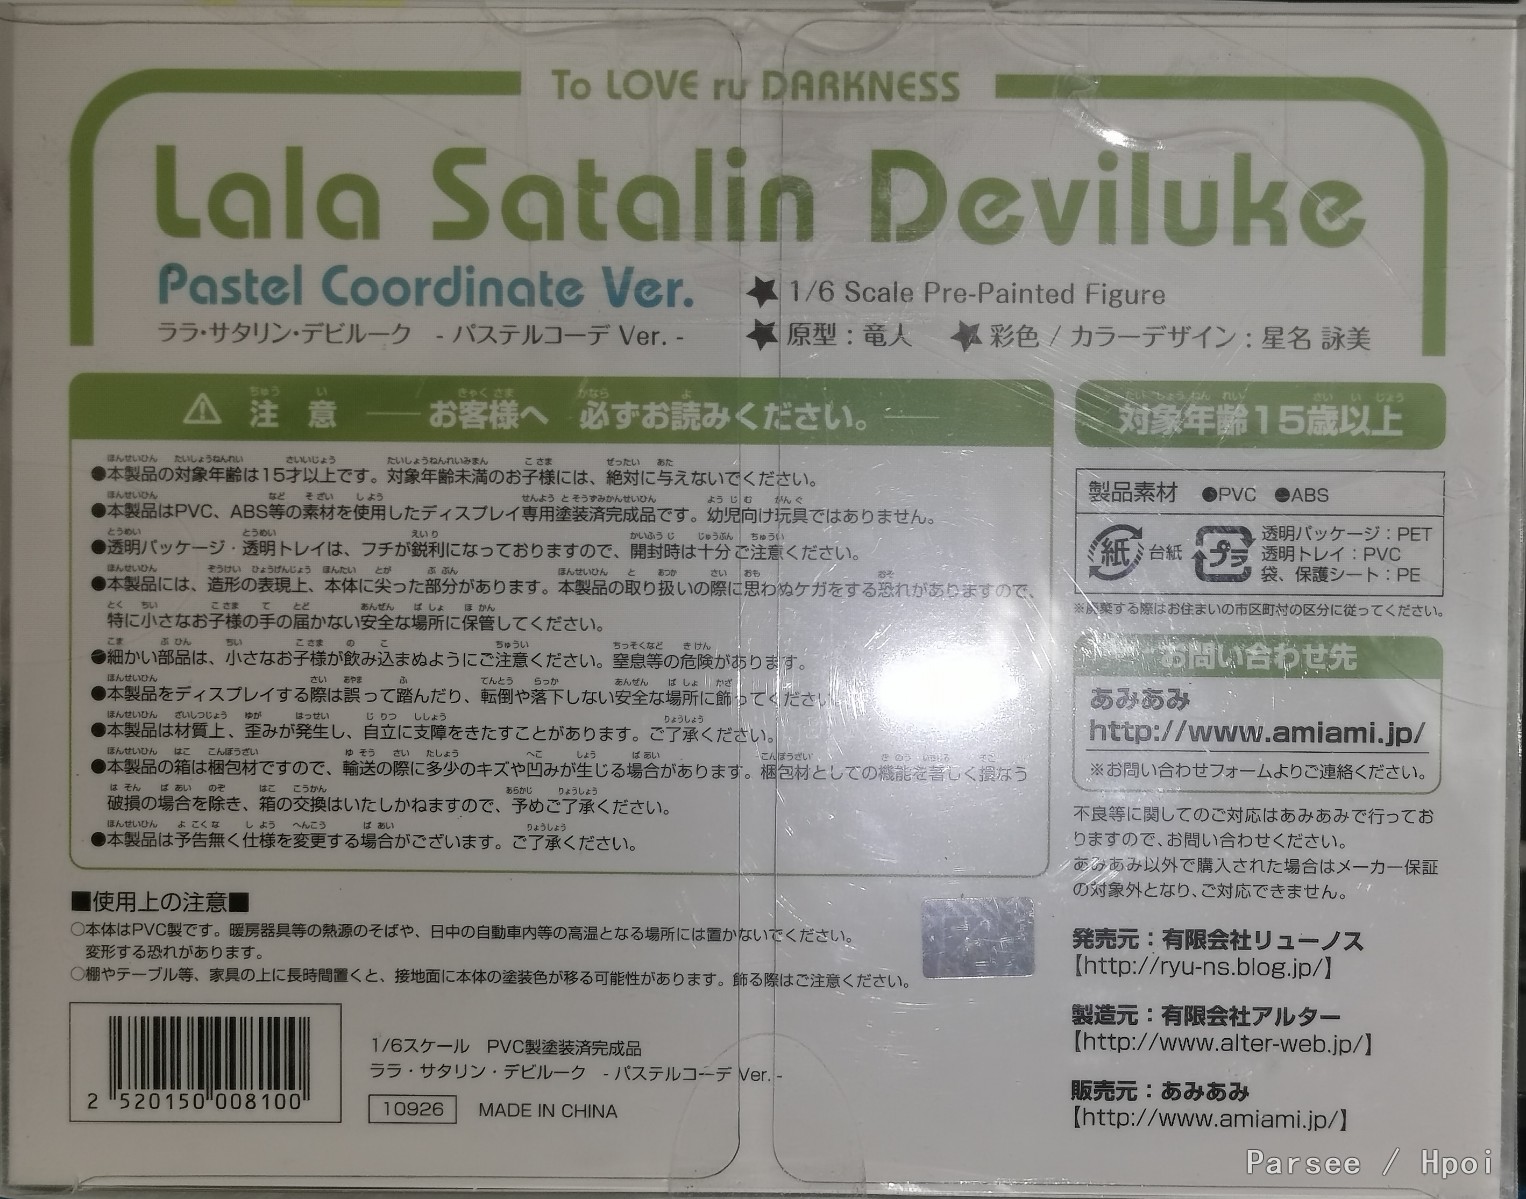 To LOVE ru DARKNESS
Lala Satalin Deviluke
Pastel Coordinate Ver.
★ 1/6 Scale Pre-Painted Figure
ララ・サタリン・デビルーク - パステルコーデ Ver. -
★ 原型：竜人 ★ 彩色 / カラーデザイン：星名 詠美
⚠ 注意 — お客様へ 必ずお読みください。 —
●本製品の対象年齢は15才以上です。対象年齢未満のお子様には、絶対に与えないでください。
●本製品はPVC、ABS等の素材を使用したディスプレイ専用塗装済完成品です。幼児向け玩具ではありません。
●透明パッケージ・透明トレイは、フチが鋭利になっておりますので、開封時は十分ご注意ください。
●本製品には、造形の表現上、本体に尖った部分があります。本製品の取り扱いの際に思わぬケガをする恐れがありますので、
特に小さなお子様の手の届かない安全な場所に保管してください。
●細かい部品は、小さなお子様が飲み込まぬようにご注意ください。窒息等の危険があります。
●本製品をディスプレイする際は誤って踏んだり、転倒や落下しない安全な場所に飾ってください
●本製品は材質上、歪みが発生し、自立に支障をきたすことがあります。ご了承ください。
●本製品の箱は梱包材ですので、輸送の際に多少のキズや凹みが生じる場合があります。梱包材としての機能を著しく損なう
破損の場合を除き、箱の交換はいたしかねますので、予めご了承ください。
●本製品は予告無く仕様を変更する場合がございます。ご了承ください。
■使用上の注意■
○本体はPVC製です。暖房器具等の熱源のそばや、日中の自動車内等の高温となる場所には置かないでください。
変形する恐れがあります。
○棚やテーブル等、家具の上に長時間置くと、接地面に本体の塗装色が移る可能性があります。飾る際はご注意ください。
2 520150 008100
1/6スケール PVC製塗装済完成品
ララ・サタリン・デビルーク - パステルコーデ Ver. -
10926 MADE IN CHINA
対象年齢15歳以上
製品素材 ●PVC ●ABS
紙 台紙 プラ
透明パッケージ：PET
透明トレイ：PVC
袋、保護シート：PE
※廃棄する際はお住まいの市区町村の区分に従ってください。
お問い合わせ先
あみあみ
http://www.amiami.jp/
※お問い合わせフォームよりご連絡ください。
不良等に関してのご対応はあみあみで行ってお
りますので、お問い合わせください。
あみあみ以外で購入された場合はメーカー保証
の対象外となり、ご対応できません。
発売元：有限会社リューノス
【http://ryu-ns.blog.jp/】
製造元：有限会社アルター
【http://www.alter-web.jp/】
販売元：あみあみ
【http://www.amiami.jp/】
Parsee / Hpoi